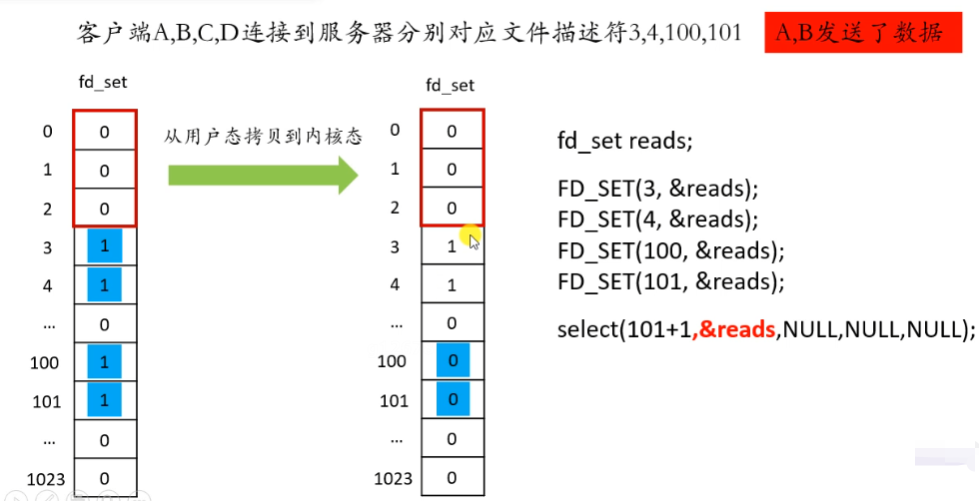 客户端A,B,C,D连接到服务器分别对应文件描述符3,4,100,101
A,B发送了数据
fd_set
0 0
1 0
2 0
3 1
4 1
... 0
100 1
101 1
... 0
1023 0
从用户态拷贝到内核态
fd_set
0 0
1 0
2 0
3 1
4 1
... 0
100 0
101 0
... 0
1023 0
fd_set reads;
FD_SET(3, &reads);
FD_SET(4, &reads);
FD_SET(100, &reads);
FD_SET(101, &reads);
select(101+1,&reads,NULL,NULL,NULL);